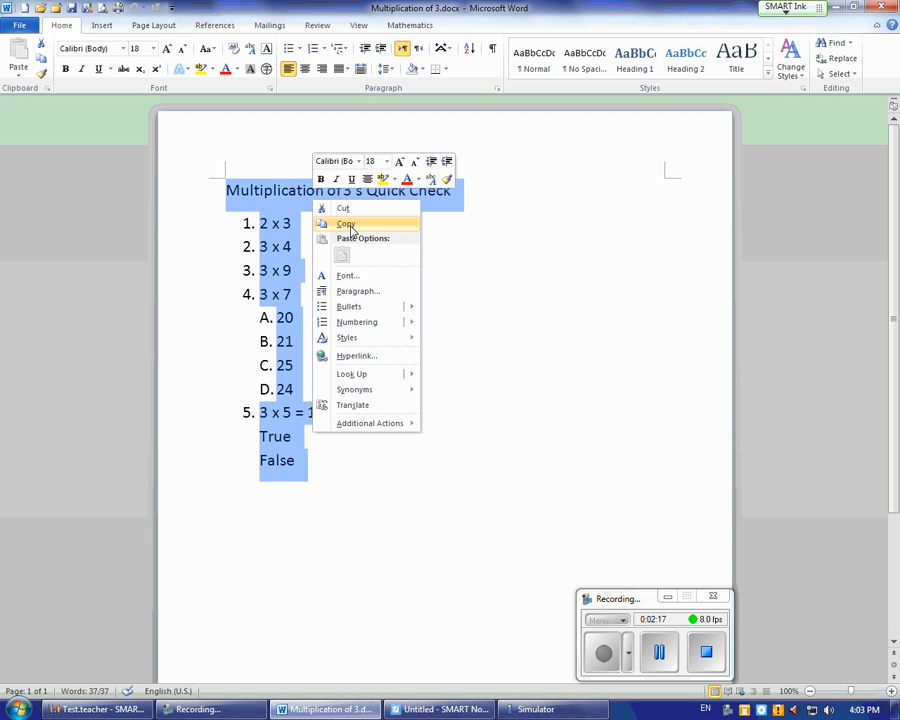 Multiplication of 3.docx - Microsoft Word
SMART Ink
File Home Insert Page Layout References Mailings Review View Mathematics
Paste
Calibri (Body) 18
Clipboard Font Paragraph Styles Editing
AaBbCcDc AaBbCcDc AaBbCc AaBbCc AaB
¶ Normal ¶ No Spaci... Heading 1 Heading 2 Title
Change Styles
Find
Replace
Select
Calibri (Bo 18
Multiplication of 3's Quick Check
1. 2 x 3
2. 3 x 4
3. 3 x 9
4. 3 x 7
A. 20
B. 21
C. 25
D. 24
5. 3 x 5 = 1
True
False
Cut
Copy
Paste Options:
Font...
Paragraph...
Bullets
Numbering
Styles
Hyperlink...
Look Up
Synonyms
Translate
Additional Actions
Recording...
Menu 0:02:17 8.0 fps
Page: 1 of 1 Words: 37/37 English (U.S.) 100%
Test.teacher - SMAR... Recording... Multiplication of 3.d... Untitled - SMART No... Simulator EN 4:03 PM